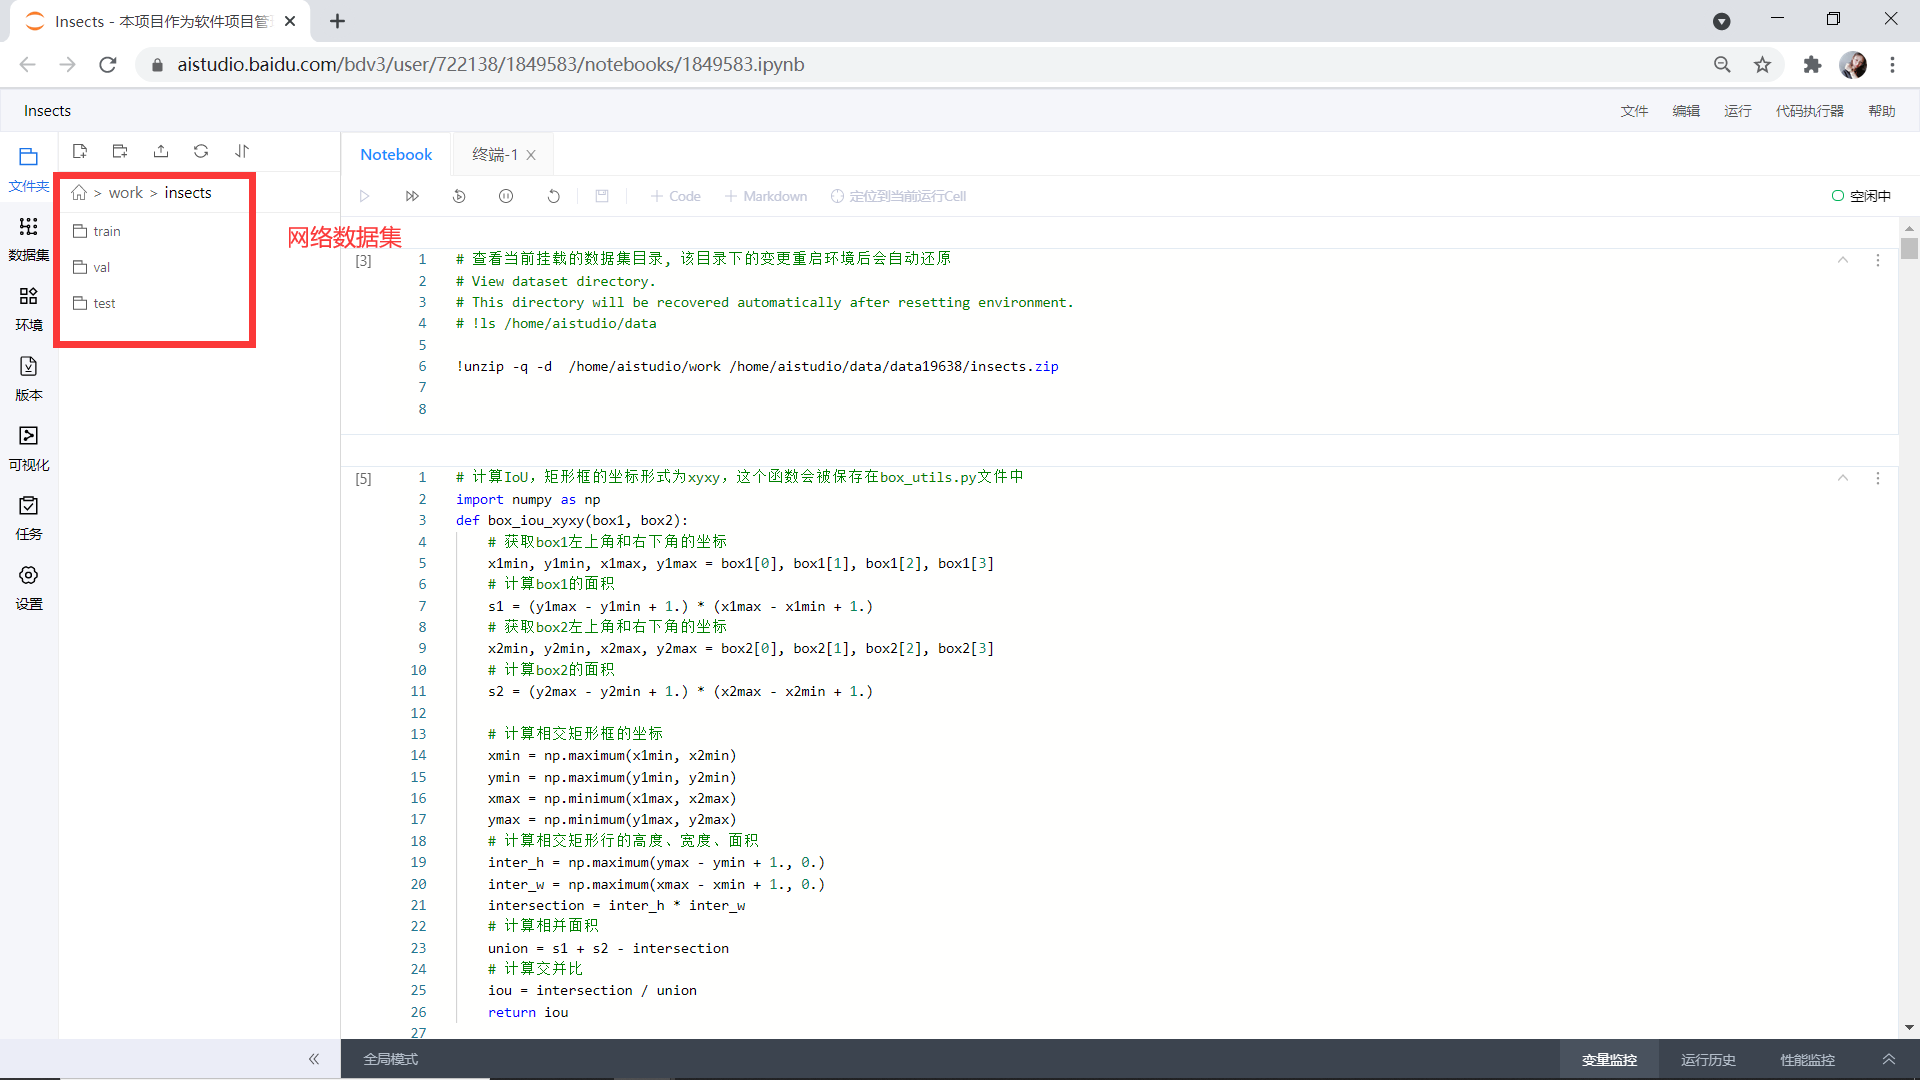 Insects - 本项目作为软件项目管
aistudio.baidu.com/bdv3/user/722138/1849583/notebooks/1849583.ipynb
Insects
文件 编辑 运行 代码执行器 帮助
文件夹
数据集
环境
版本
可视化
任务
设置
> work > insects
train
val
test
网络数据集
Notebook 终端-1
+ Code + Markdown 定位到当前运行Cell
空闲中
[3]
1 # 查看当前挂载的数据集目录, 该目录下的变更重启环境后会自动还原
2 # View dataset directory.
3 # This directory will be recovered automatically after resetting environment.
4 # !ls /home/aistudio/data
5
6 !unzip -q -d  /home/aistudio/work /home/aistudio/data/data19638/insects.zip
7
8
[5]
1 # 计算IoU，矩形框的坐标形式为xyxy，这个函数会被保存在box_utils.py文件中
2 import numpy as np
3 def box_iou_xyxy(box1, box2):
4     # 获取box1左上角和右下角的坐标
5     x1min, y1min, x1max, y1max = box1[0], box1[1], box1[2], box1[3]
6     # 计算box1的面积
7     s1 = (y1max - y1min + 1.) * (x1max - x1min + 1.)
8     # 获取box2左上角和右下角的坐标
9     x2min, y2min, x2max, y2max = box2[0], box2[1], box2[2], box2[3]
10     # 计算box2的面积
11     s2 = (y2max - y2min + 1.) * (x2max - x2min + 1.)
12
13     # 计算相交矩形框的坐标
14     xmin = np.maximum(x1min, x2min)
15     ymin = np.maximum(y1min, y2min)
16     xmax = np.minimum(x1max, x2max)
17     ymax = np.minimum(y1max, y2max)
18     # 计算相交矩形行的高度、宽度、面积
19     inter_h = np.maximum(ymax - ymin + 1., 0.)
20     inter_w = np.maximum(xmax - xmin + 1., 0.)
21     intersection = inter_h * inter_w
22     # 计算相并面积
23     union = s1 + s2 - intersection
24     # 计算交并比
25     iou = intersection / union
26     return iou
27
全局模式
变量监控 运行历史 性能监控